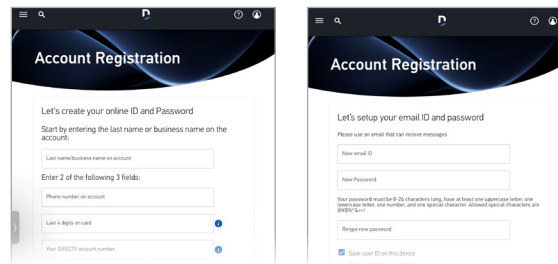 Account Registration
Let's create your online ID and Password
Start by entering the last name or business name on the
account:
Last name/business name on account
Enter 2 of the following 3 fields:
Phone number on account
Last 4 digits on card
Your DIRECTV account number
Account Registration
Let's setup your email ID and password
Please use an email that can receive messages
New email ID
New Password
Your password must be 8-24 characters long, have at least one uppercase letter, one
lowercase letter, one number, and one special character. Allowed special characters are
Retype new password
Save user ID on this device